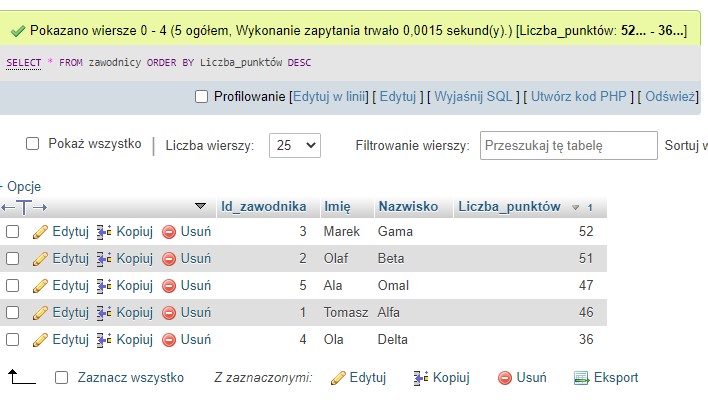 Pokazano wiersze 0 - 4 (5 ogółem, Wykonanie zapytania trwało 0,0015 sekund(y).) [Liczba_punktów: 52... - 36...]
SELECT * FROM zawodnicy ORDER BY Liczba_punktów DESC
Profilowanie [Edytuj w linii] [ Edytuj ] [ Wyjaśnij SQL ] [ Utwórz kod PHP ] [ Odśwież]
Pokaż wszystko | Liczba wierszy: 25 Filtrowanie wierszy: Przeszukaj tę tabelę Sortuj w
+ Opcje
←T→ Id_zawodnika Imię Nazwisko Liczba_punktów 1
Edytuj Kopiuj Usuń 3 Marek Gama 52
Edytuj Kopiuj Usuń 2 Olaf Beta 51
Edytuj Kopiuj Usuń 5 Ala Omal 47
Edytuj Kopiuj Usuń 1 Tomasz Alfa 46
Edytuj Kopiuj Usuń 4 Ola Delta 36
Zaznacz wszystko Z zaznaczonymi: Edytuj Kopiuj Usuń Eksport